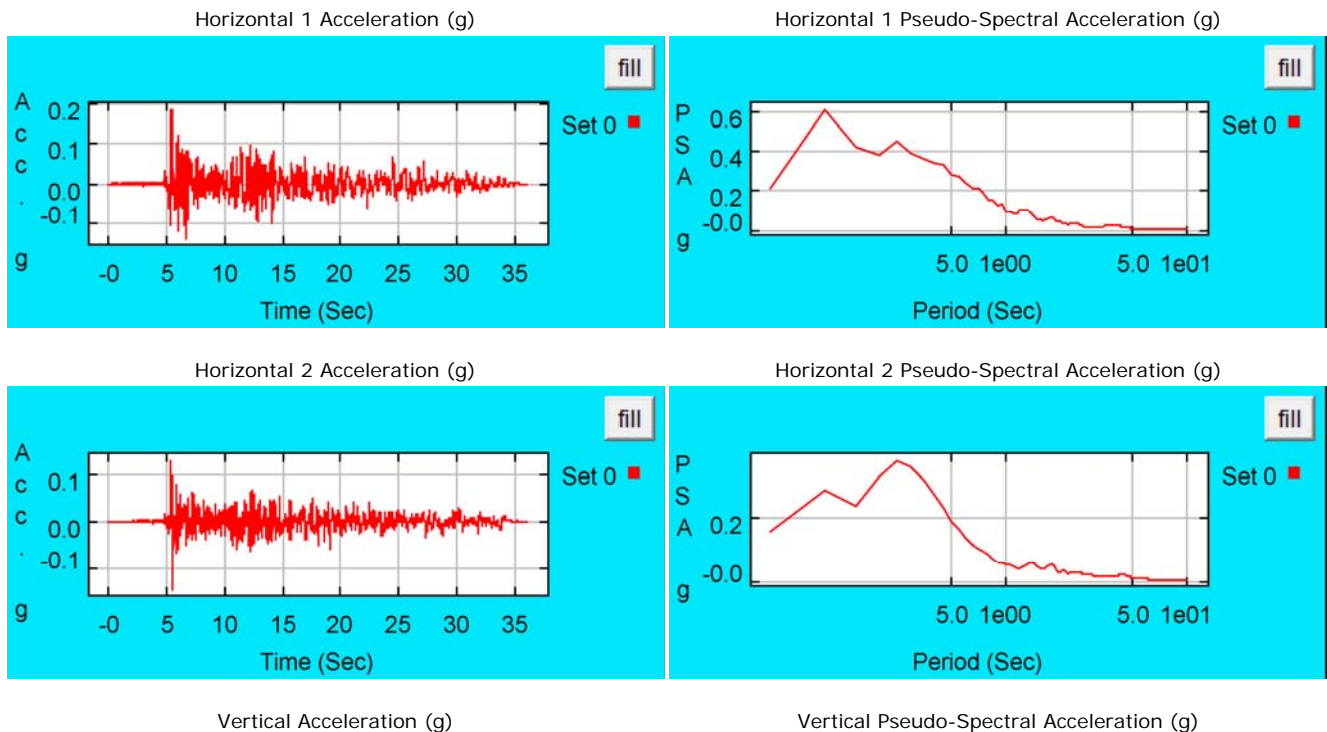 Horizontal 1 Acceleration (g)
fill
Acc. g
0.2
0.1
0.0
-0.1
Set 0
-0 5 10 15 20 25 30 35
Time (Sec)
Horizontal 1 Pseudo-Spectral Acceleration (g)
fill
PSA g
0.6
0.4
0.2
-0.0
Set 0
5.0 1e00 5.0 1e01
Period (Sec)
Horizontal 2 Acceleration (g)
fill
Acc. g
0.1
0.0
-0.1
Set 0
-0 5 10 15 20 25 30 35
Time (Sec)
Horizontal 2 Pseudo-Spectral Acceleration (g)
fill
PSA g
0.2
-0.0
Set 0
5.0 1e00 5.0 1e01
Period (Sec)
Vertical Acceleration (g)
Vertical Pseudo-Spectral Acceleration (g)